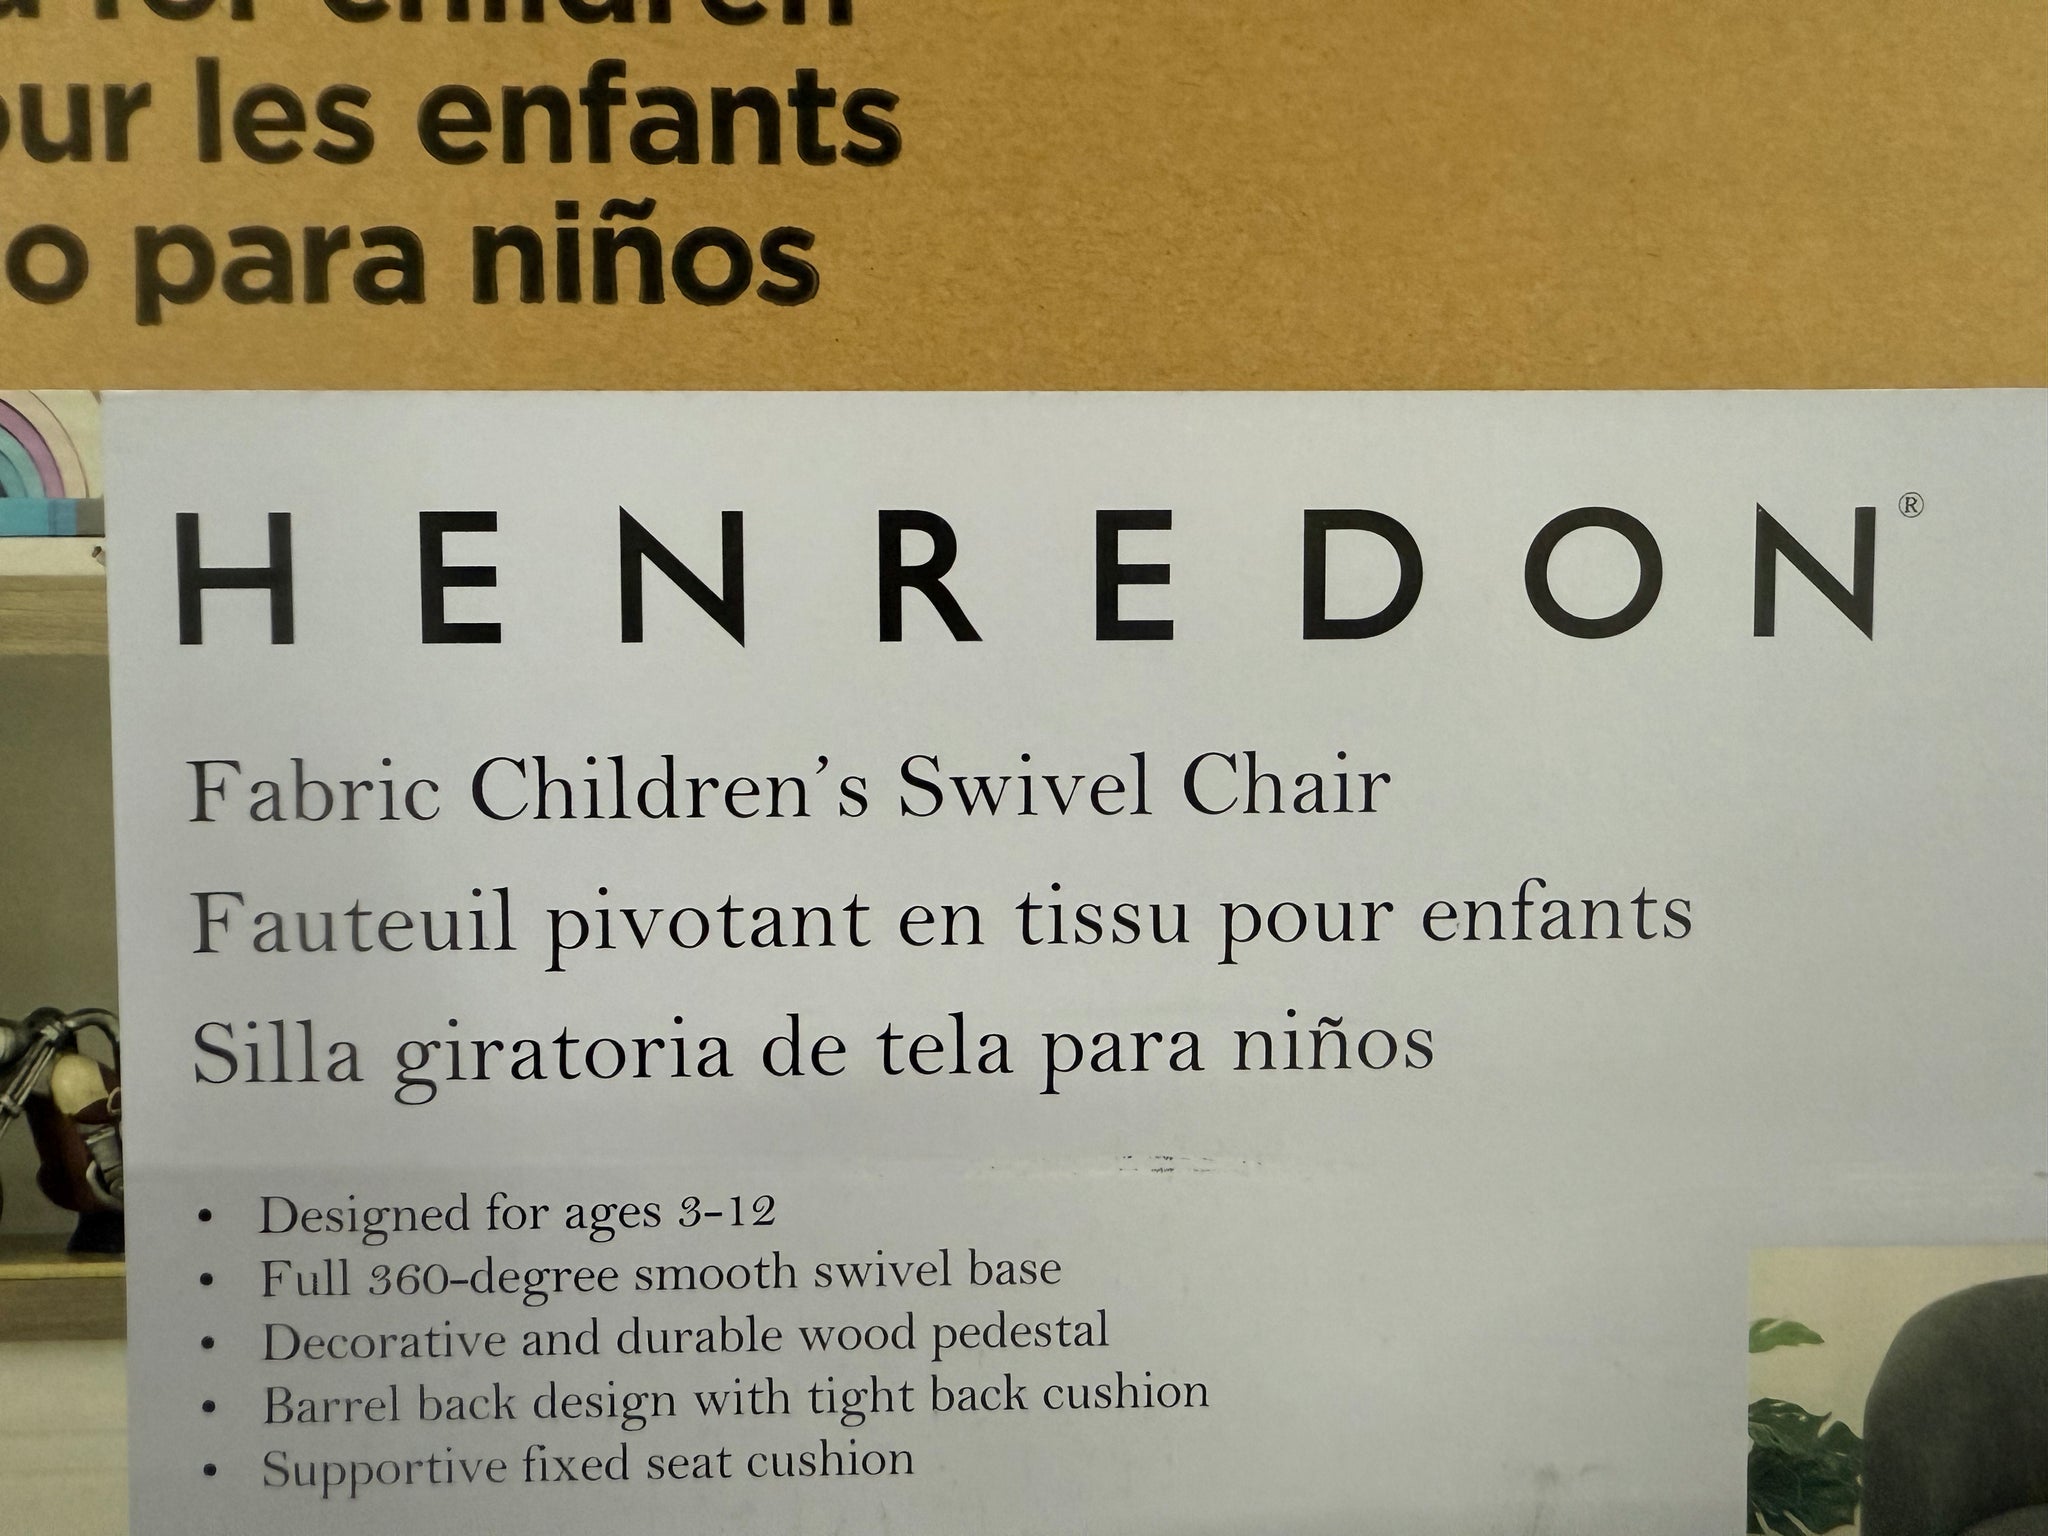 for children
les enfants
para niños
HENREDON®
Fabric Children's Swivel Chair
Fauteuil pivotant en tissu pour enfants
Silla giratoria de tela para niños
• Designed for ages 3-12
• Full 360-degree smooth swivel base
• Decorative and durable wood pedestal
• Barrel back design with tight back cushion
• Supportive fixed seat cushion